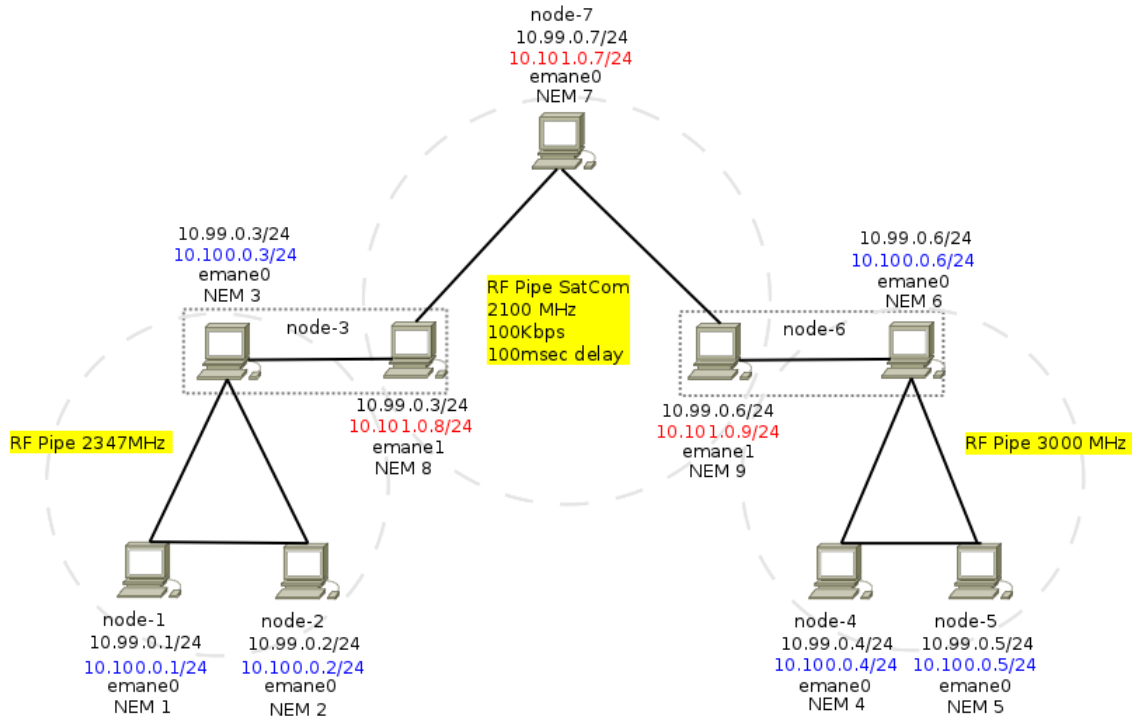 node-7
10.99.0.7/24
10.101.0.7/24
emane0
NEM 7
10.99.0.3/24
10.100.0.3/24
emane0
NEM 3
10.99.0.6/24
10.100.0.6/24
emane0
NEM 6
RF Pipe SatCom
2100 MHz
100Kbps
100msec delay
node-3
node-6
10.99.0.3/24
10.101.0.8/24
emane1
NEM 8
10.99.0.6/24
10.101.0.9/24
emane1
NEM 9
RF Pipe 2347MHz
RF Pipe 3000 MHz
node-1
10.99.0.1/24
10.100.0.1/24
emane0
NEM 1
node-2
10.99.0.2/24
10.100.0.2/24
emane0
NEM 2
node-4
10.99.0.4/24
10.100.0.4/24
emane0
NEM 4
node-5
10.99.0.5/24
10.100.0.5/24
emane0
NEM 5